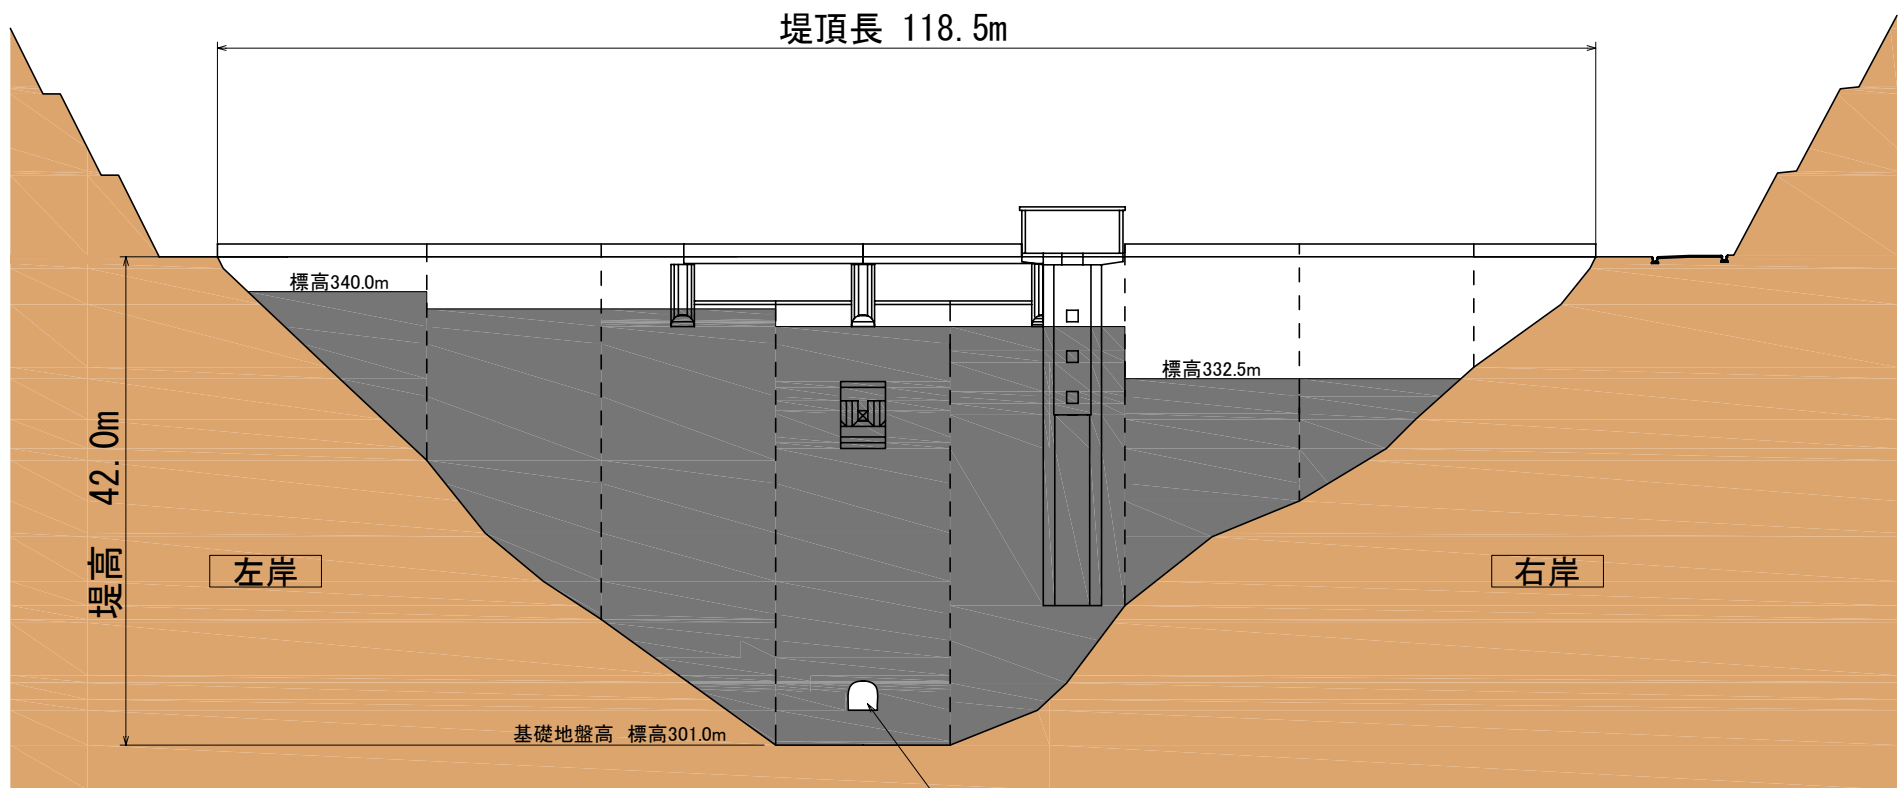 堤頂長 118.5m
標高340.0m
標高332.5m
堤高 42.0m
左岸
右岸
基礎地盤高 標高301.0m